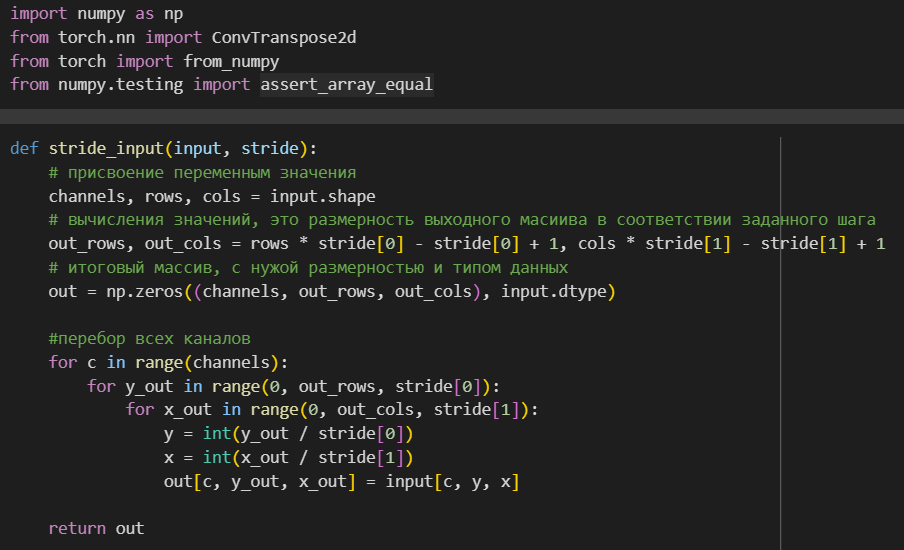 import numpy as np
from torch.nn import ConvTranspose2d
from torch import from_numpy
from numpy.testing import assert_array_equal
def stride_input(input, stride):
# присвоение переменным значения
channels, rows, cols = input.shape
# вычисления значений, это размерность выходного масиива в соответствии заданного шага
out_rows, out_cols = rows * stride[0] - stride[0] + 1, cols * stride[1] - stride[1] + 1
# итоговый массив, с нужой размерностью и типом данных
out = np.zeros((channels, out_rows, out_cols), input.dtype)
#перебор всех каналов
for c in range(channels):
for y_out in range(0, out_rows, stride[0]):
for x_out in range(0, out_cols, stride[1]):
y = int(y_out / stride[0])
x = int(x_out / stride[1])
out[c, y_out, x_out] = input[c, y, x]
return out